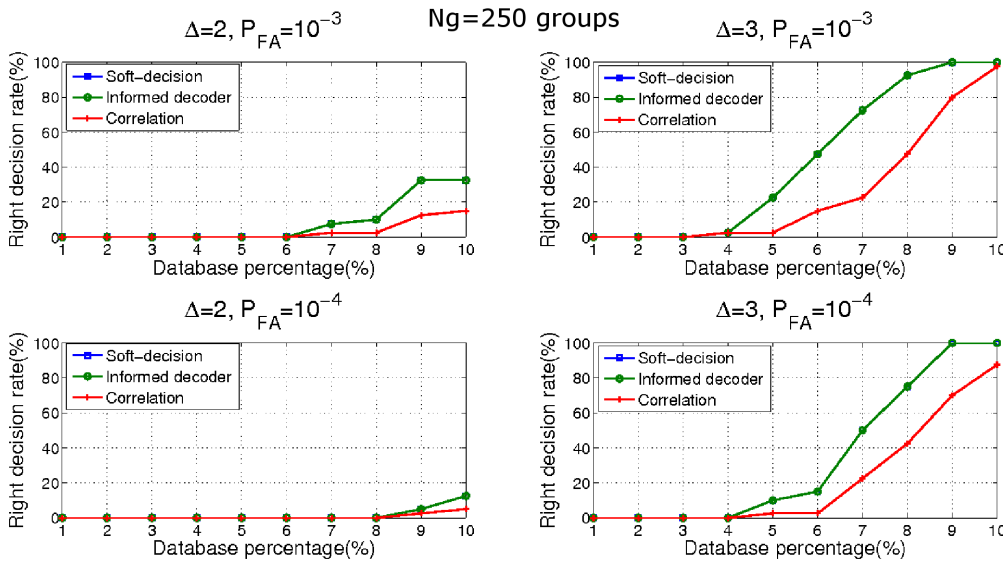 Ng=250 groups
Δ=2, P_FA=10^-3
Right decision rate(%)
100
80
60
40
20
0
Soft-decision
Informed decoder
Correlation
1 2 3 4 5 6 7 8 9 10
Database percentage(%)
Δ=3, P_FA=10^-3
Right decision rate(%)
100
80
60
40
20
0
Soft-decision
Informed decoder
Correlation
1 2 3 4 5 6 7 8 9 10
Database percentage(%)
Δ=2, P_FA=10^-4
Right decision rate(%)
100
80
60
40
20
0
Soft-decision
Informed decoder
Correlation
1 2 3 4 5 6 7 8 9 10
Database percentage(%)
Δ=3, P_FA=10^-4
Right decision rate(%)
100
80
60
40
20
0
Soft-decision
Informed decoder
Correlation
1 2 3 4 5 6 7 8 9 10
Database percentage(%)